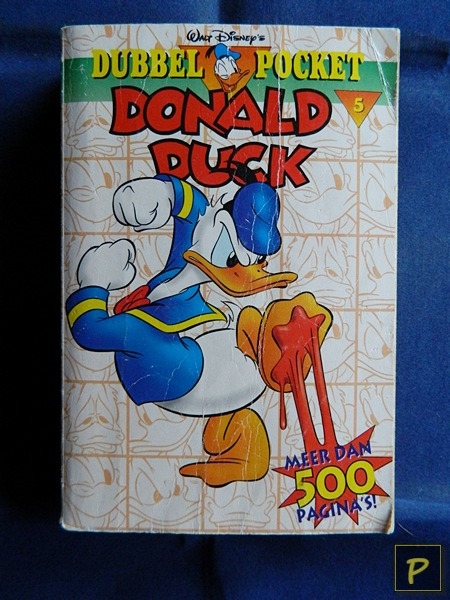 WALT DISNEY'S
DUBBEL POCKET
DONALD
DUCK
5
MEER DAN
500
PAGINA'S!
P